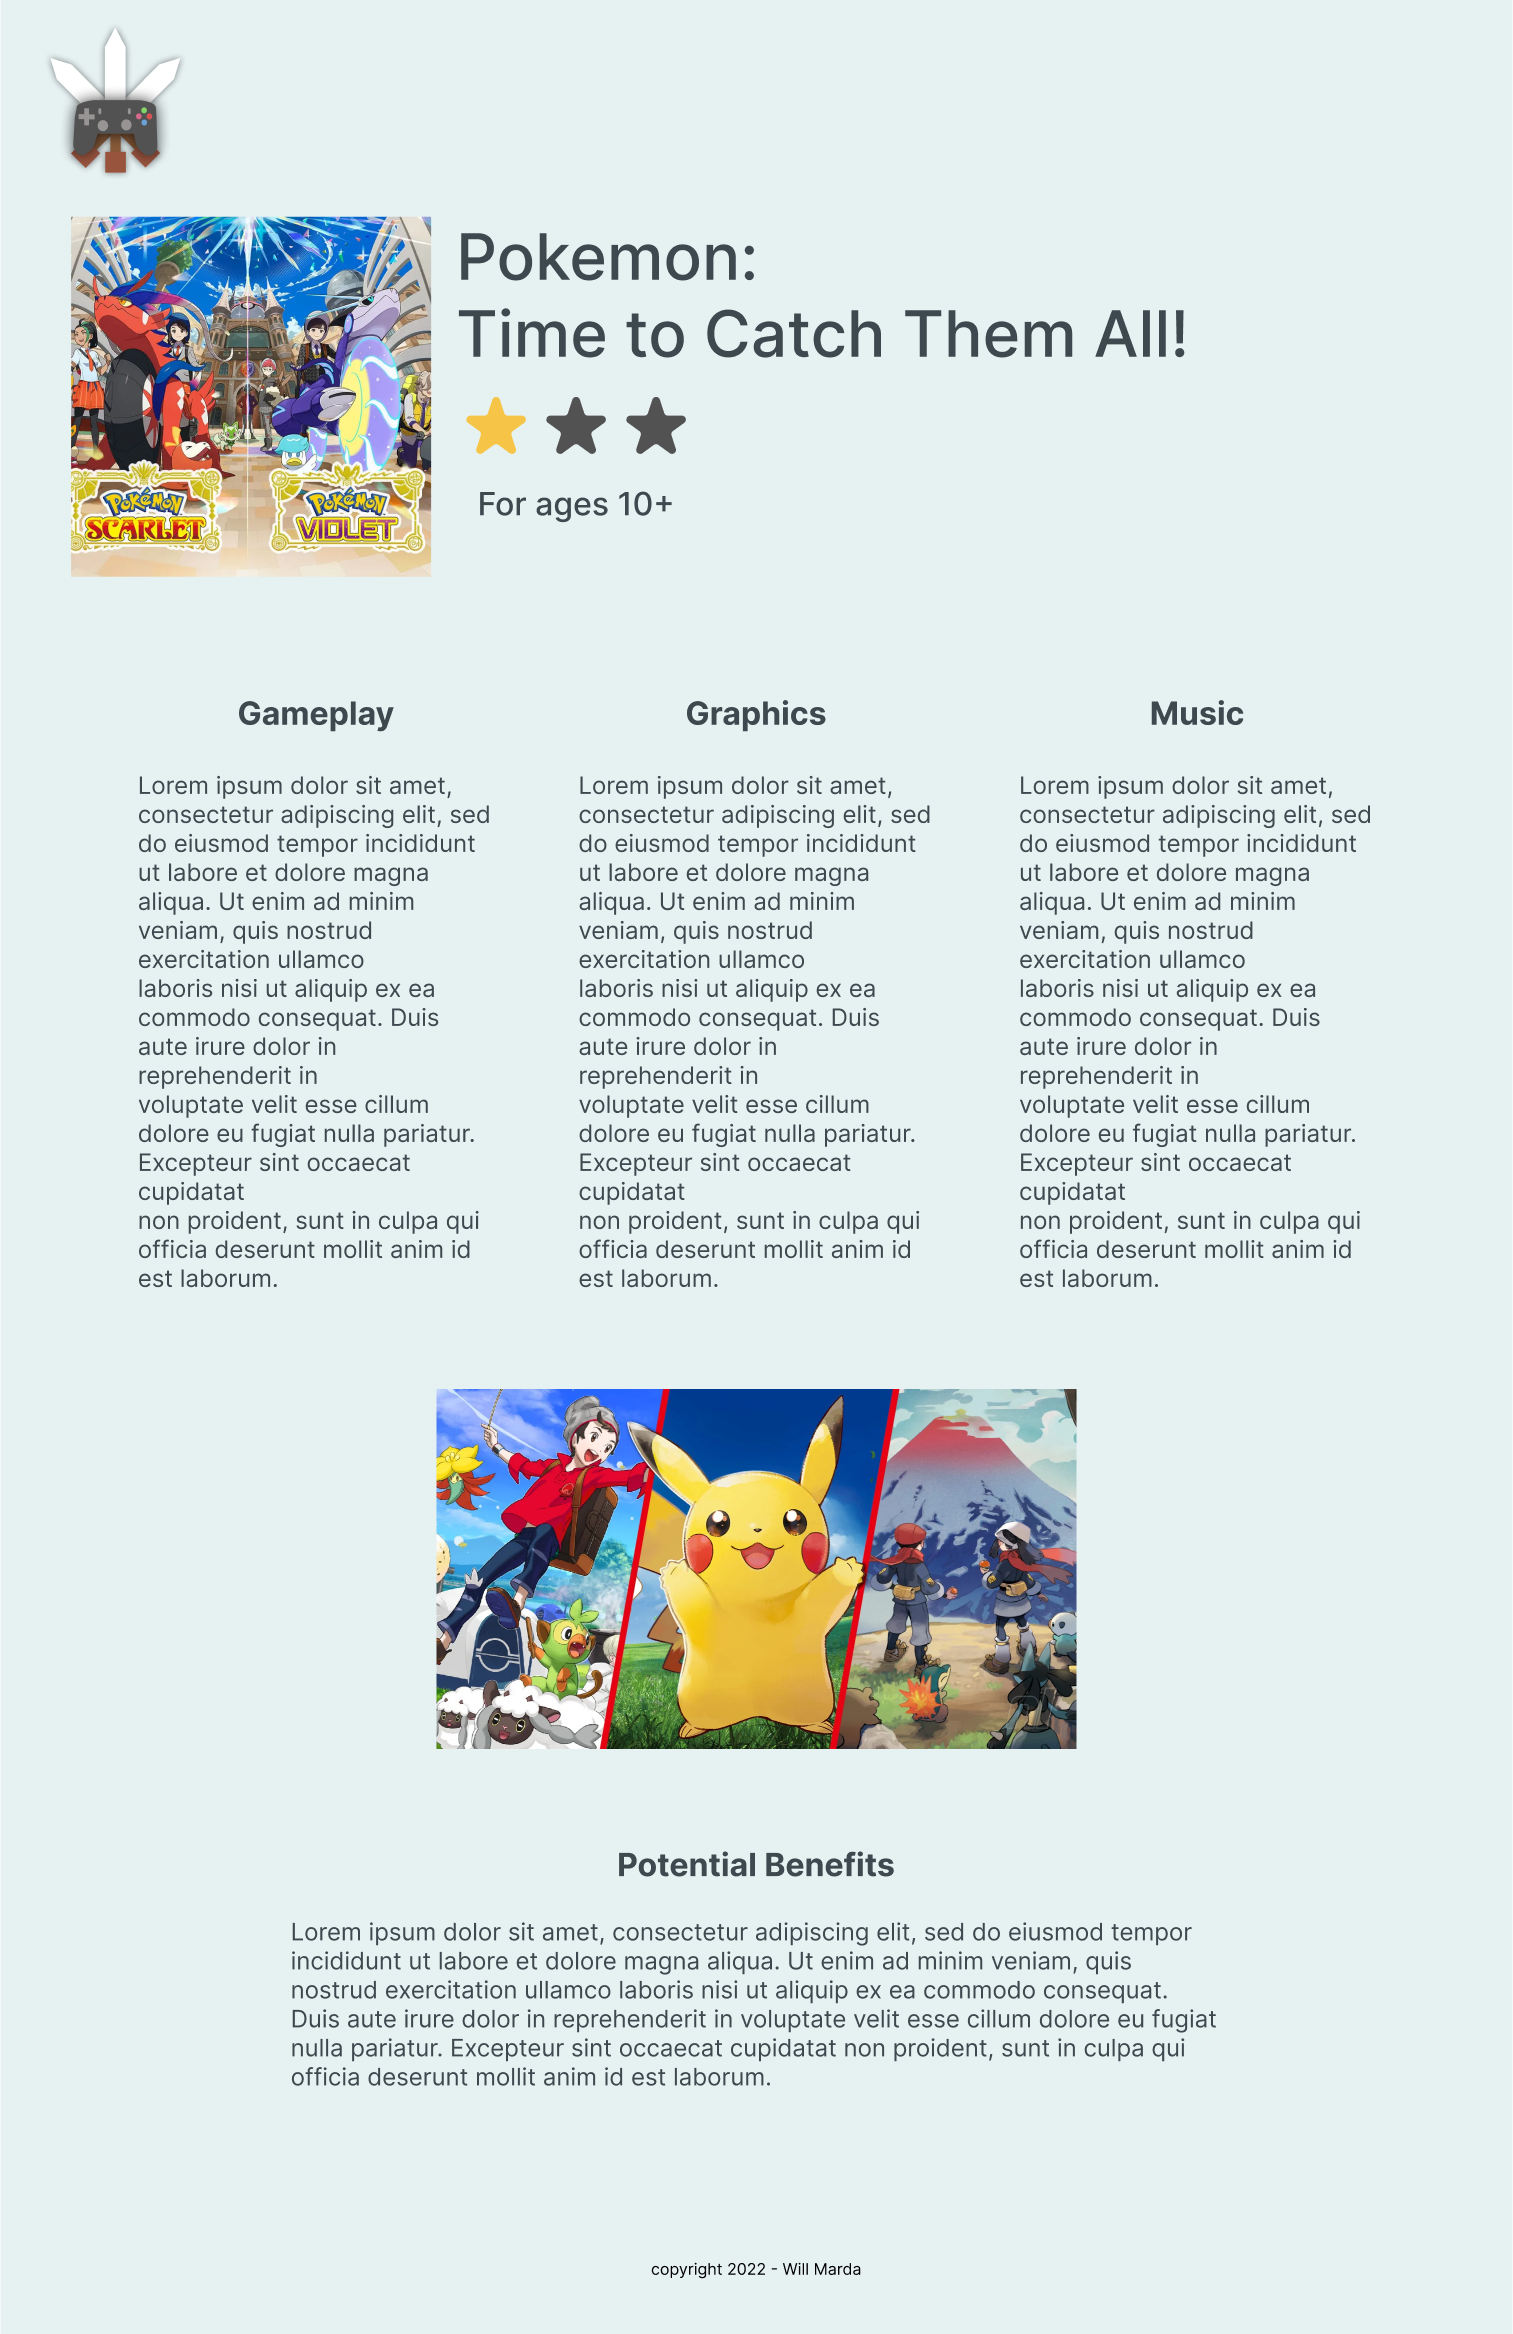 Pokemon:
Time to Catch Them All!
For ages 10+
POKéMON
SCARLET
POKéMON
VIOLET
Gameplay
Lorem ipsum dolor sit amet,
consectetur adipiscing elit, sed
do eiusmod tempor incididunt
ut labore et dolore magna
aliqua. Ut enim ad minim
veniam, quis nostrud
exercitation ullamco
laboris nisi ut aliquip ex ea
commodo consequat. Duis
aute irure dolor in
reprehenderit in
voluptate velit esse cillum
dolore eu fugiat nulla pariatur.
Excepteur sint occaecat
cupidatat
non proident, sunt in culpa qui
officia deserunt mollit anim id
est laborum.
Graphics
Lorem ipsum dolor sit amet,
consectetur adipiscing elit, sed
do eiusmod tempor incididunt
ut labore et dolore magna
aliqua. Ut enim ad minim
veniam, quis nostrud
exercitation ullamco
laboris nisi ut aliquip ex ea
commodo consequat. Duis
aute irure dolor in
reprehenderit in
voluptate velit esse cillum
dolore eu fugiat nulla pariatur.
Excepteur sint occaecat
cupidatat
non proident, sunt in culpa qui
officia deserunt mollit anim id
est laborum.
Music
Lorem ipsum dolor sit amet,
consectetur adipiscing elit, sed
do eiusmod tempor incididunt
ut labore et dolore magna
aliqua. Ut enim ad minim
veniam, quis nostrud
exercitation ullamco
laboris nisi ut aliquip ex ea
commodo consequat. Duis
aute irure dolor in
reprehenderit in
voluptate velit esse cillum
dolore eu fugiat nulla pariatur.
Excepteur sint occaecat
cupidatat
non proident, sunt in culpa qui
officia deserunt mollit anim id
est laborum.
Potential Benefits
Lorem ipsum dolor sit amet, consectetur adipiscing elit, sed do eiusmod tempor
incididunt ut labore et dolore magna aliqua. Ut enim ad minim veniam, quis
nostrud exercitation ullamco laboris nisi ut aliquip ex ea commodo consequat.
Duis aute irure dolor in reprehenderit in voluptate velit esse cillum dolore eu fugiat
nulla pariatur. Excepteur sint occaecat cupidatat non proident, sunt in culpa qui
officia deserunt mollit anim id est laborum.
copyright 2022 - Will Marda